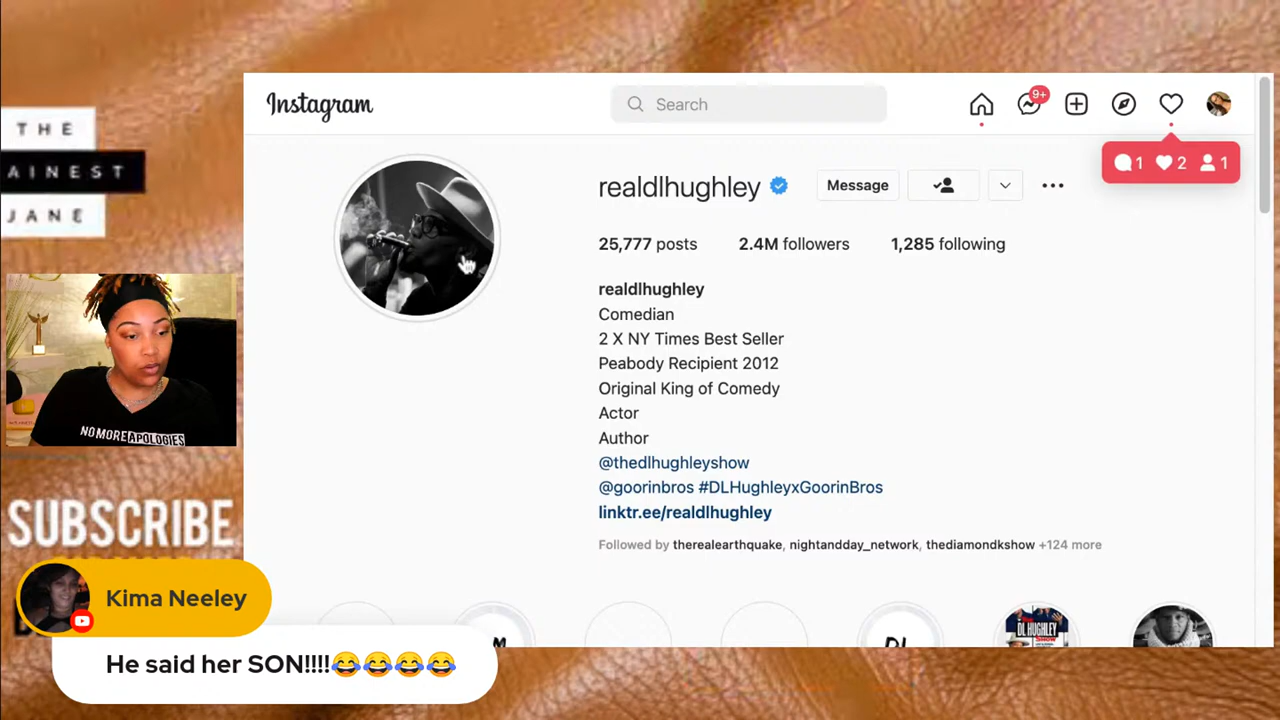 THE
AINEST
JANE
NO MORE APOLOGIES
SUBSCRIBE
Instagram
Search
9+
1 2 1
realdlhughley
Message
25,777 posts 2.4M followers 1,285 following
realdlhughley
Comedian
2 X NY Times Best Seller
Peabody Recipient 2012
Original King of Comedy
Actor
Author
@thedlhughleyshow
@goorinbros #DLHughleyxGoorinBros
linktr.ee/realdlhughley
Followed by therealearthquake, nightandday_network, thediamondkshow +124 more
DL HUGHLEY
SHOW
Kima Neeley
He said her SON!!!!😂😂😂😂